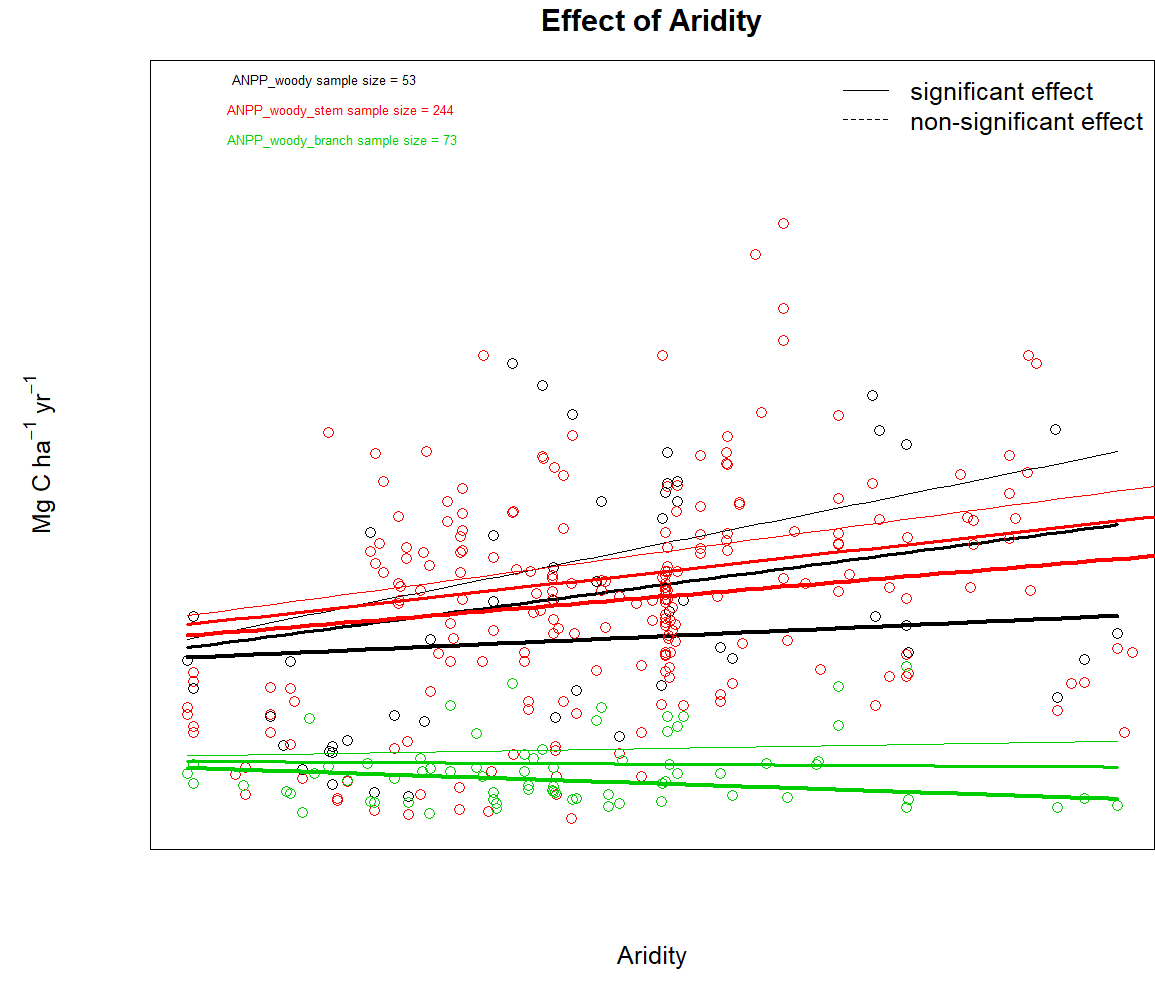 Effect of Aridity
ANPP_woody sample size = 53
ANPP_woody_stem sample size = 244
ANPP_woody_branch sample size = 73
significant effect
non-significant effect
Mg C ha⁻¹ yr⁻¹
Aridity